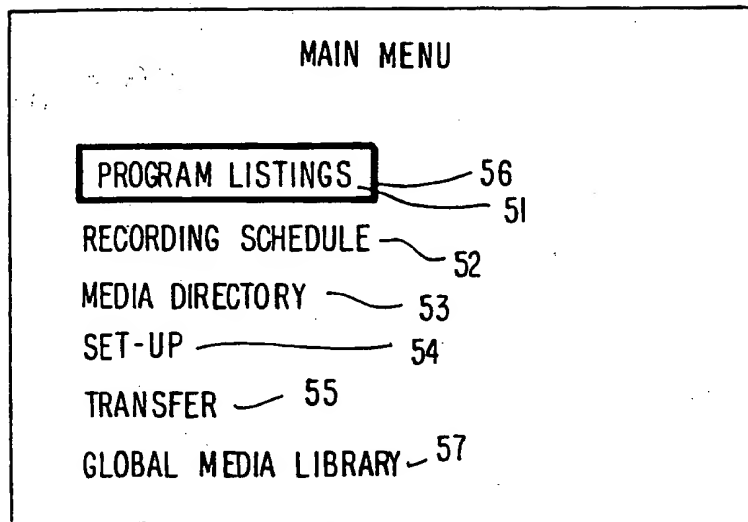 MAIN MENU
PROGRAM LISTINGS 56
51
RECORDING SCHEDULE 52
MEDIA DIRECTORY 53
SET-UP 54
TRANSFER 55
GLOBAL MEDIA LIBRARY 57